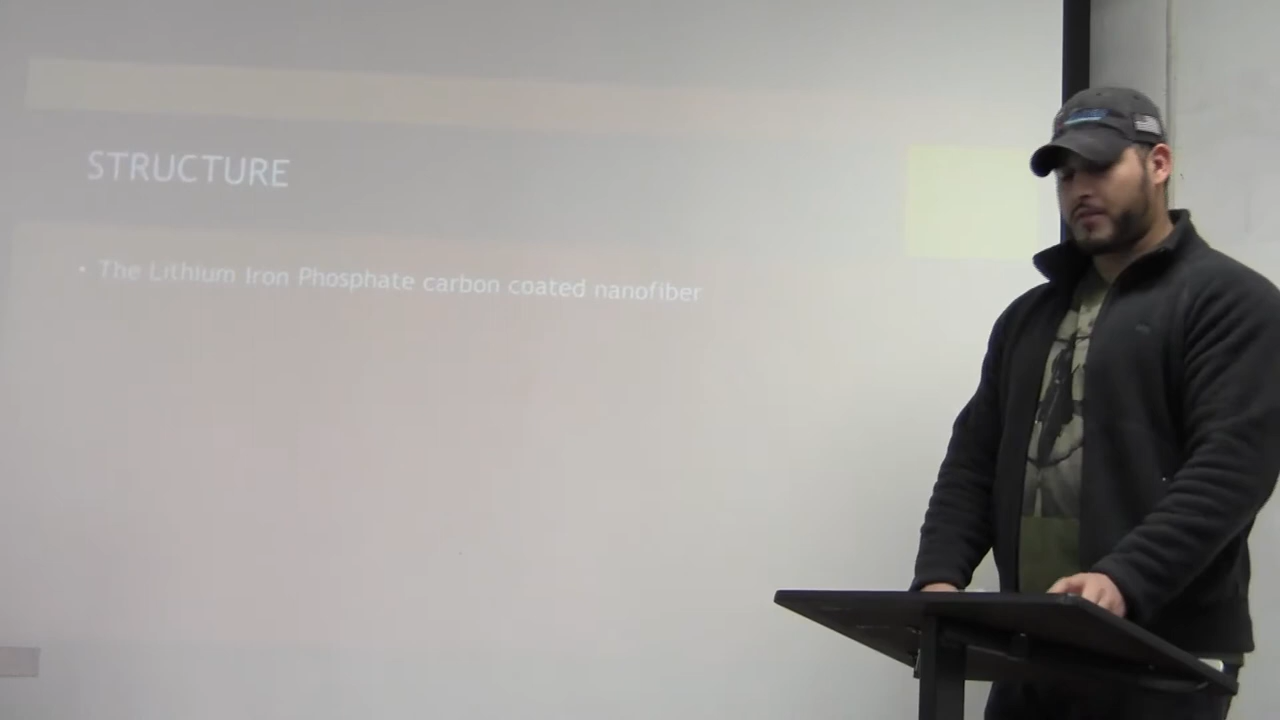 STRUCTURE
• The Lithium Iron Phosphate carbon coated nanofiber